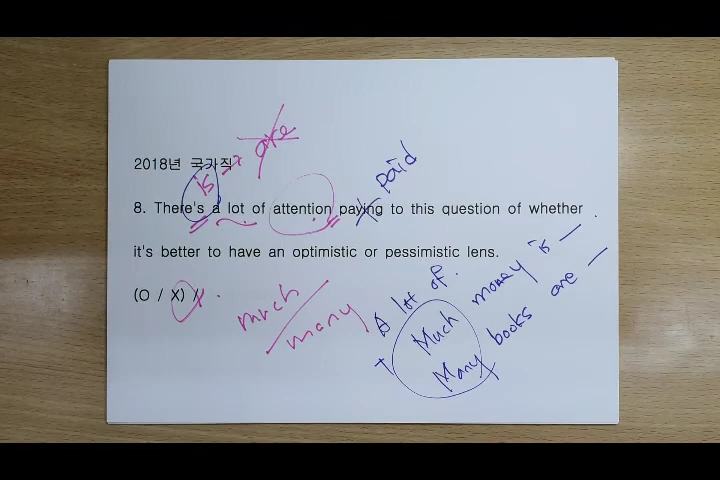 are
2018년 국가직
is →
paid
8. There's a lot of attention paying to this question of whether
it's better to have an optimistic or pessimistic lens.
(O / X) X.
much
many
A lot of.
Much money is —
Many books are —